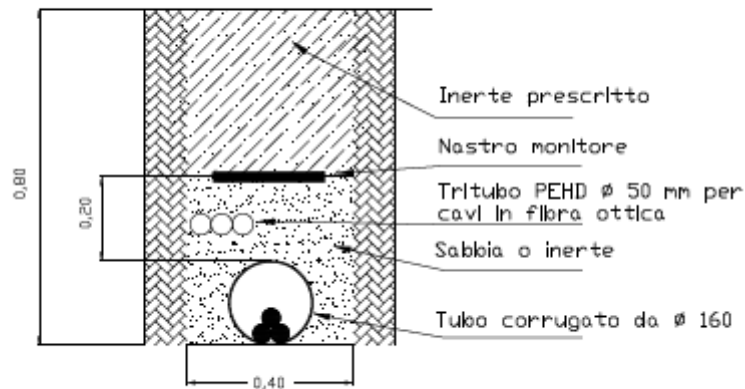 Inerte prescritto
Nastro monitore
Tritubo PEHD ø 50 mm per
cavi in fibra ottica
Sabbia o inerte
Tubo corrugato da ø 160
0,80
0,20
0,40